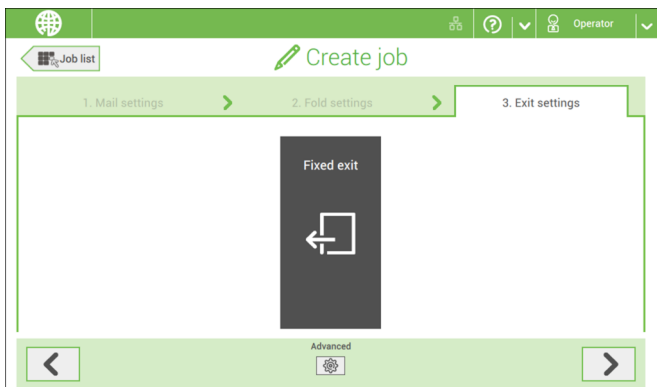 Operator
Job list
Create job
1. Mail settings
2. Fold settings
3. Exit settings
Fixed exit
Advanced